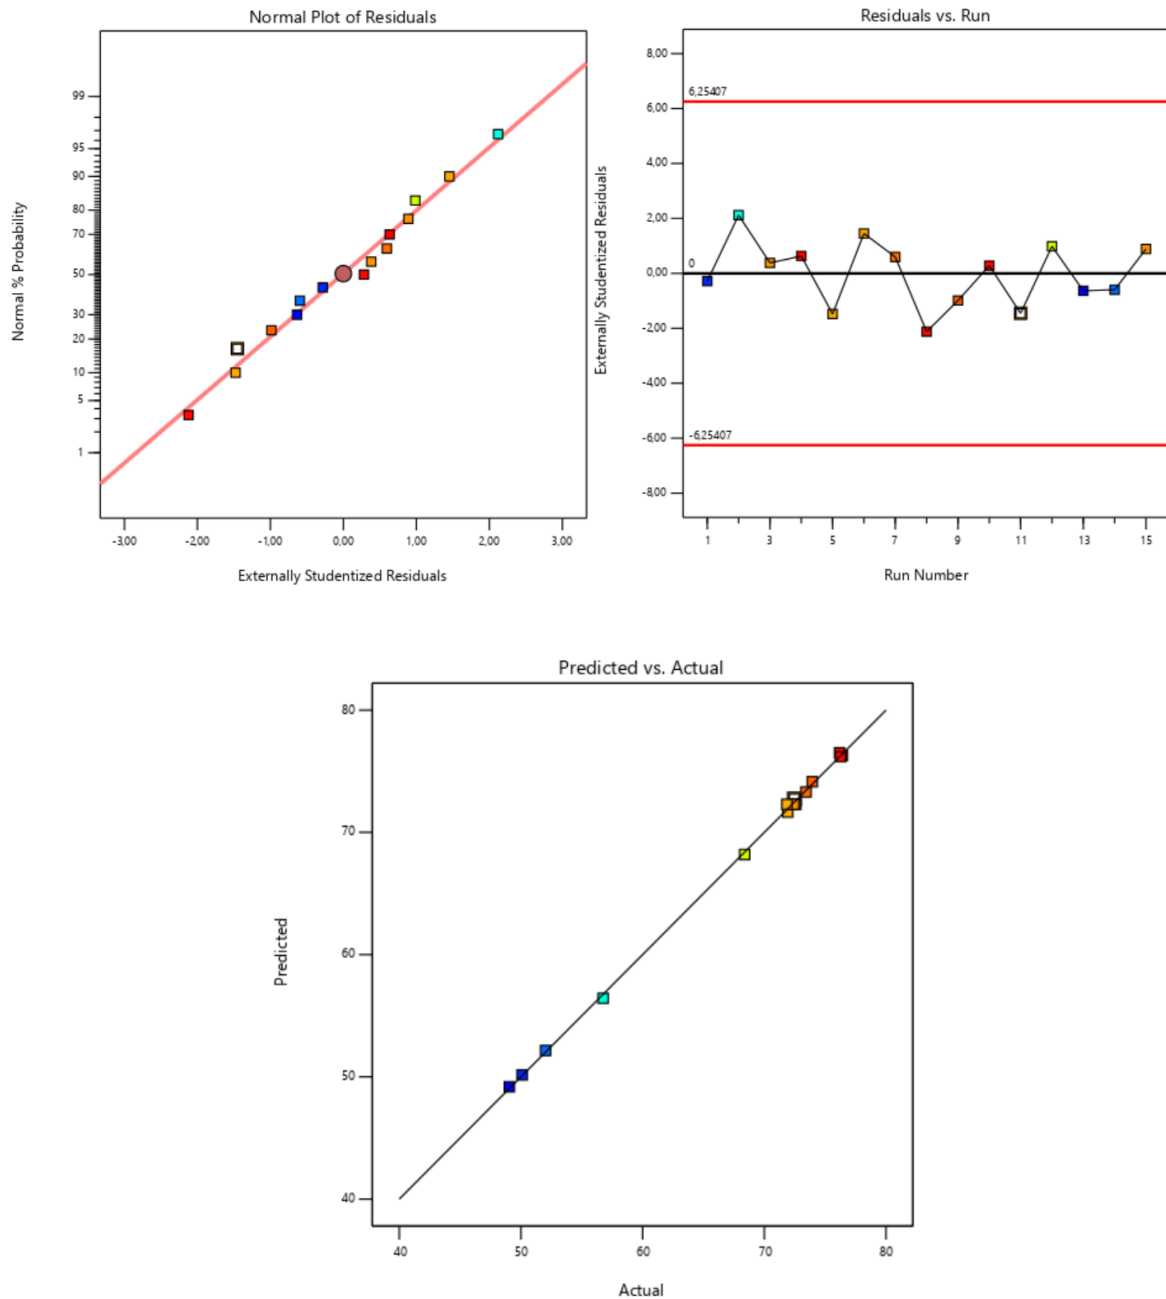 Normal Plot of Residuals
99
95
90
80
70
50
30
20
10
5
1
Normal % Probability
-3,00 -2,00 -1,00 0,00 1,00 2,00 3,00
Externally Studentized Residuals
Residuals vs. Run
8,00
6,00
4,00
2,00
0,00
-2,00
-4,00
-6,00
-8,00
6,25407
0
-6,25407
Externally Studentized Residuals
1 3 5 7 9 11 13 15
Run Number
Predicted vs. Actual
80
70
60
50
40
Predicted
40 50 60 70 80
Actual